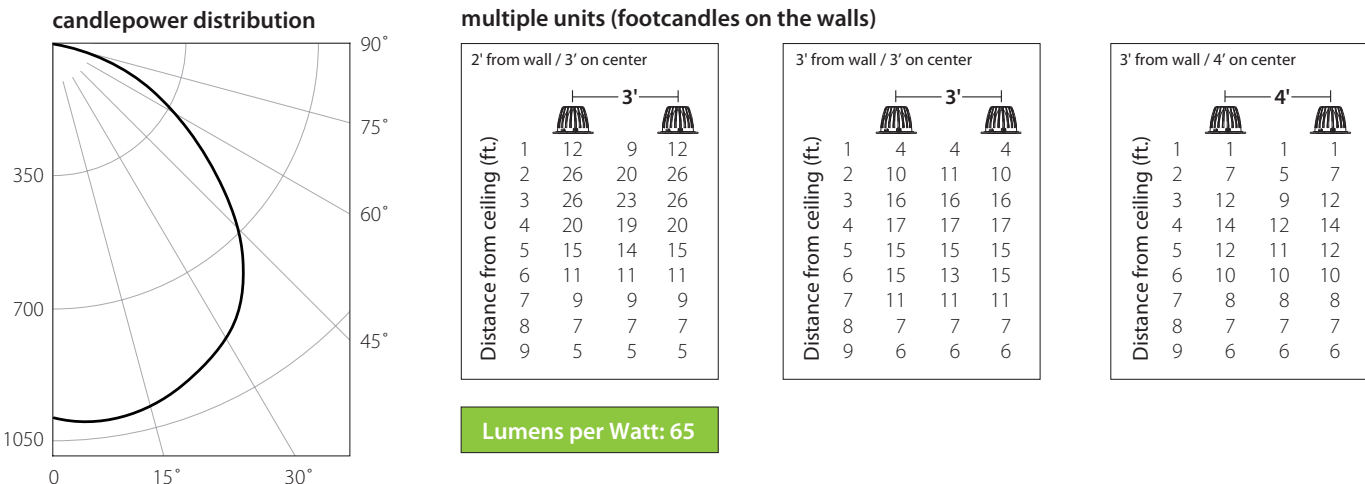 candlepower distribution
90˚
75˚
60˚
45˚
350
700
1050
0 15˚ 30˚
multiple units (footcandles on the walls)
2' from wall / 3’ on center
3'
Distance from ceiling (ft.)
1 12 9 12
2 26 20 26
3 26 23 26
4 20 19 20
5 15 14 15
6 11 11 11
7 9 9 9
8 7 7 7
9 5 5 5
3' from wall / 3’ on center
3'
Distance from ceiling (ft.)
1 4 4 4
2 10 11 10
3 16 16 16
4 17 17 17
5 15 15 15
6 15 13 15
7 11 11 11
8 7 7 7
9 6 6 6
3' from wall / 4’ on center
4'
Distance from ceiling (ft.)
1 1 1 1
2 7 5 7
3 12 9 12
4 14 12 14
5 12 11 12
6 10 10 10
7 8 8 8
8 7 7 7
9 6 6 6
Lumens per Watt: 65